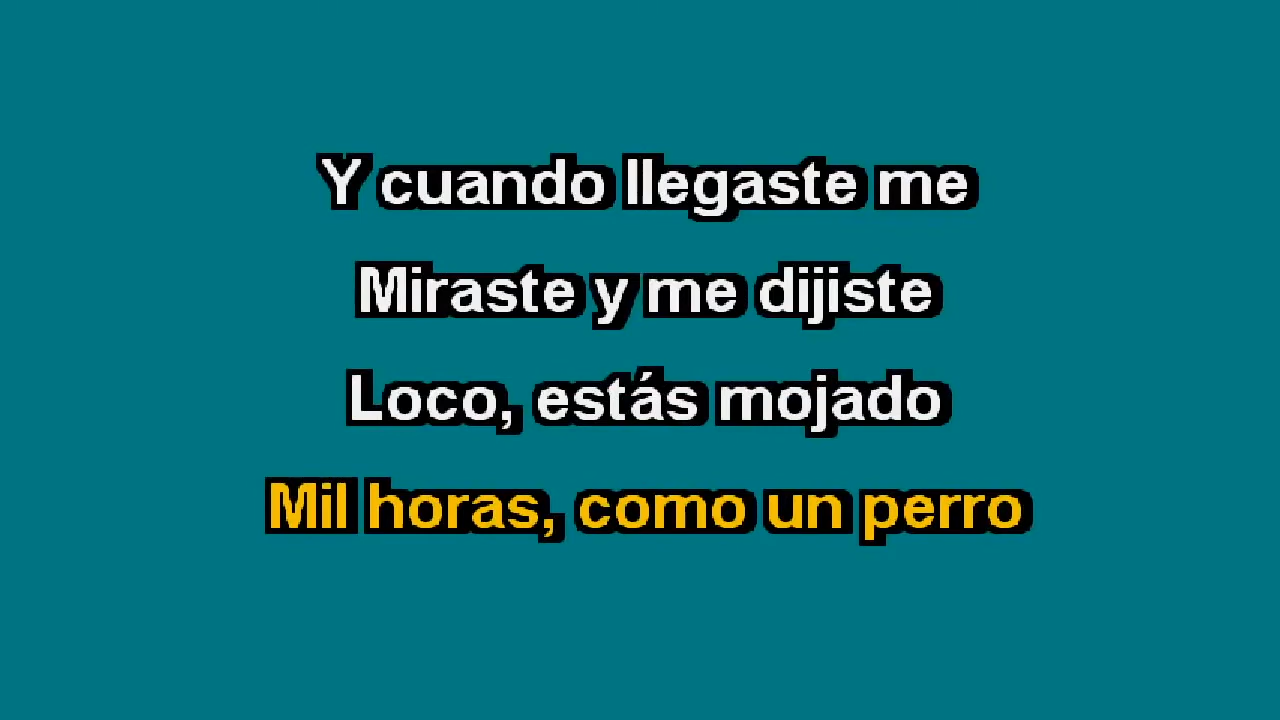 Y cuando llegaste me
Miraste y me dijiste
Loco, estás mojado
Mil horas, como un perro